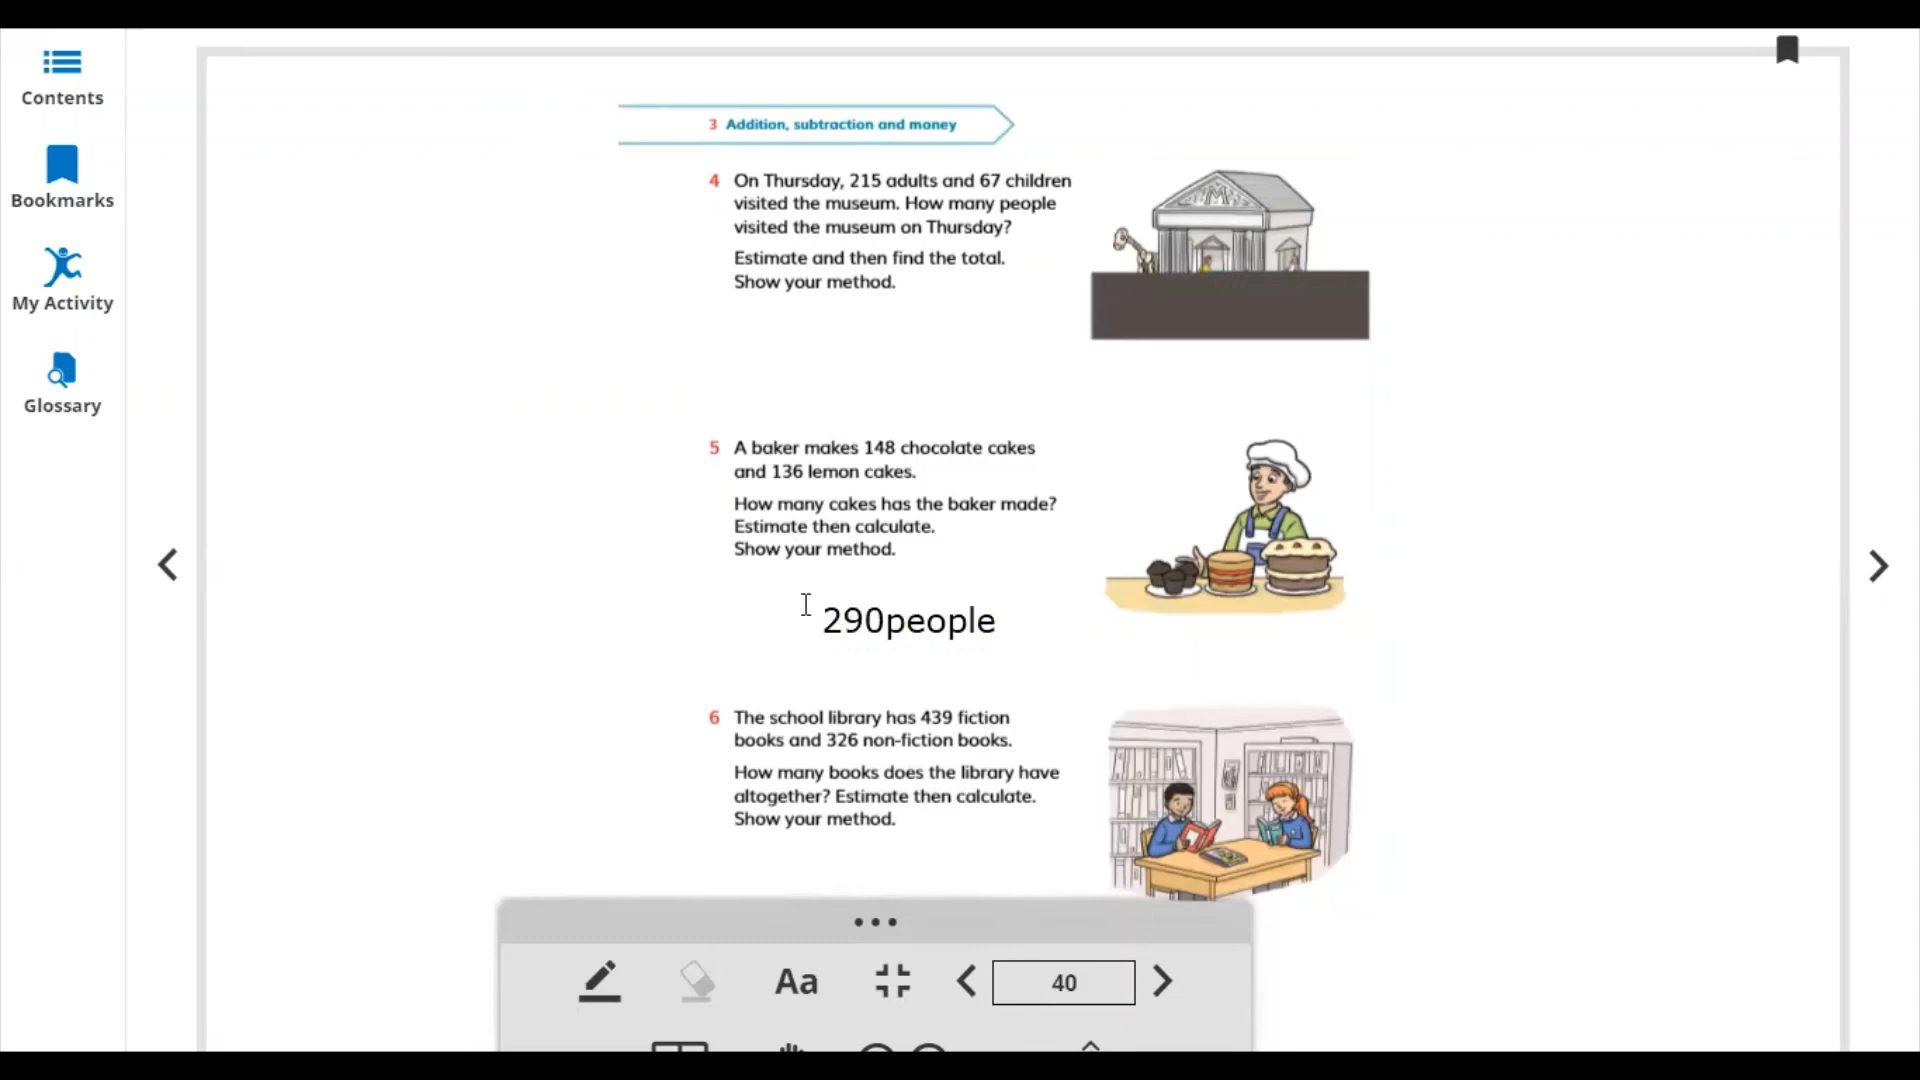 Contents
Bookmarks
My Activity
Glossary
3 Addition, subtraction and money
4 On Thursday, 215 adults and 67 children
visited the museum. How many people
visited the museum on Thursday?
Estimate and then find the total.
Show your method.
M
5 A baker makes 148 chocolate cakes
and 136 lemon cakes.
How many cakes has the baker made?
Estimate then calculate.
Show your method.
290people
6 The school library has 439 fiction
books and 326 non-fiction books.
How many books does the library have
altogether? Estimate then calculate.
Show your method.
Aa
40